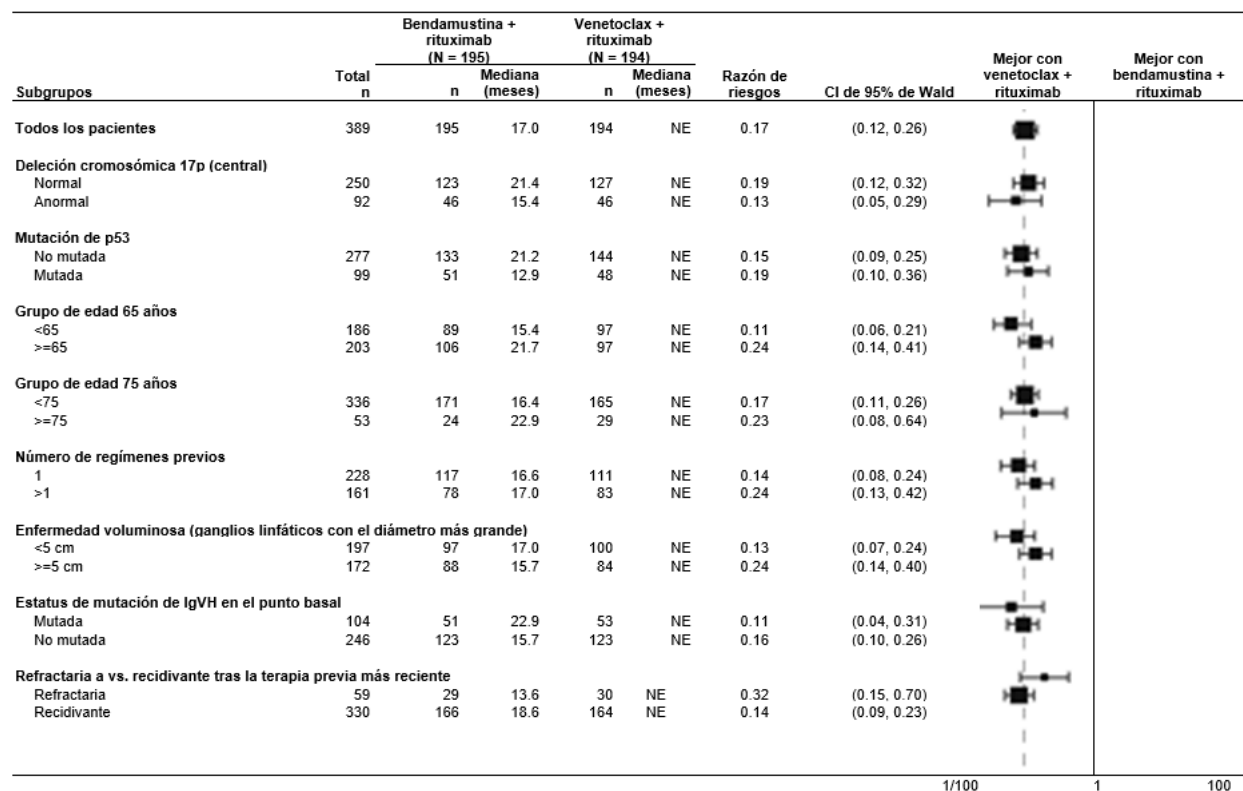 Bendamustina + rituximab (N = 195) Venetoclax + rituximab (N = 194)
Subgrupos Total n n Mediana (meses) n Mediana (meses) Razón de riesgos CI de 95% de Wald Mejor con venetoclax + rituximab Mejor con bendamustina + rituximab
Todos los pacientes 389 195 17.0 194 NE 0.17 (0.12, 0.26)
Deleción cromosómica 17p (central)
Normal 250 123 21.4 127 NE 0.19 (0.12, 0.32)
Anormal 92 46 15.4 46 NE 0.13 (0.05, 0.29)
Mutación de p53
No mutada 277 133 21.2 144 NE 0.15 (0.09, 0.25)
Mutada 99 51 12.9 48 NE 0.19 (0.10, 0.36)
Grupo de edad 65 años
<65 186 89 15.4 97 NE 0.11 (0.06, 0.21)
>=65 203 106 21.7 97 NE 0.24 (0.14, 0.41)
Grupo de edad 75 años
<75 336 171 16.4 165 NE 0.17 (0.11, 0.26)
>=75 53 24 22.9 29 NE 0.23 (0.08, 0.64)
Número de regímenes previos
1 228 117 16.6 111 NE 0.14 (0.08, 0.24)
>1 161 78 17.0 83 NE 0.24 (0.13, 0.42)
Enfermedad voluminosa (ganglios linfáticos con el diámetro más grande)
<5 cm 197 97 17.0 100 NE 0.13 (0.07, 0.24)
>=5 cm 172 88 15.7 84 NE 0.24 (0.14, 0.40)
Estatus de mutación de IgVH en el punto basal
Mutada 104 51 22.9 53 NE 0.11 (0.04, 0.31)
No mutada 246 123 15.7 123 NE 0.16 (0.10, 0.26)
Refractaria a vs. recidivante tras la terapia previa más reciente
Refractaria 59 29 13.6 30 NE 0.32 (0.15, 0.70)
Recidivante 330 166 18.6 164 NE 0.14 (0.09, 0.23)
1/100 1 100